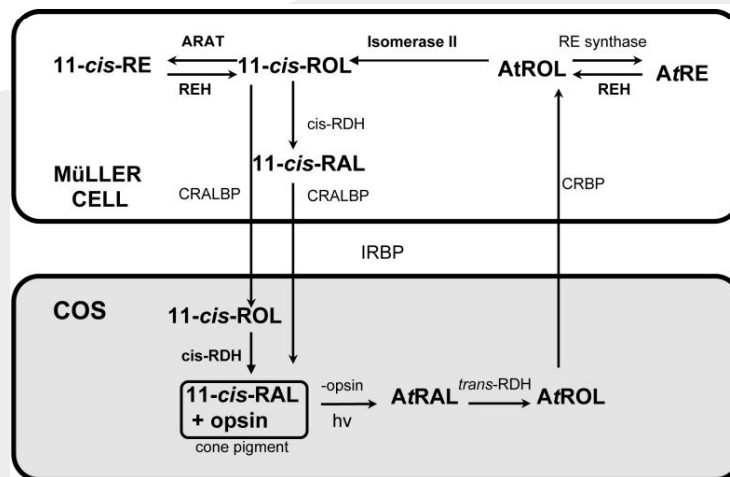 ARAT
Isomerase II
RE synthase
11-cis-RE
11-cis-ROL
AtROL
AtRE
REH
REH
cis-RDH
11-cis-RAL
MüLLER
CELL
CRALBP
CRALBP
CRBP
IRBP
COS
11-cis-ROL
cis-RDH
11-cis-RAL
+ opsin
cone pigment
-opsin
hv
AtRAL
trans-RDH
AtROL